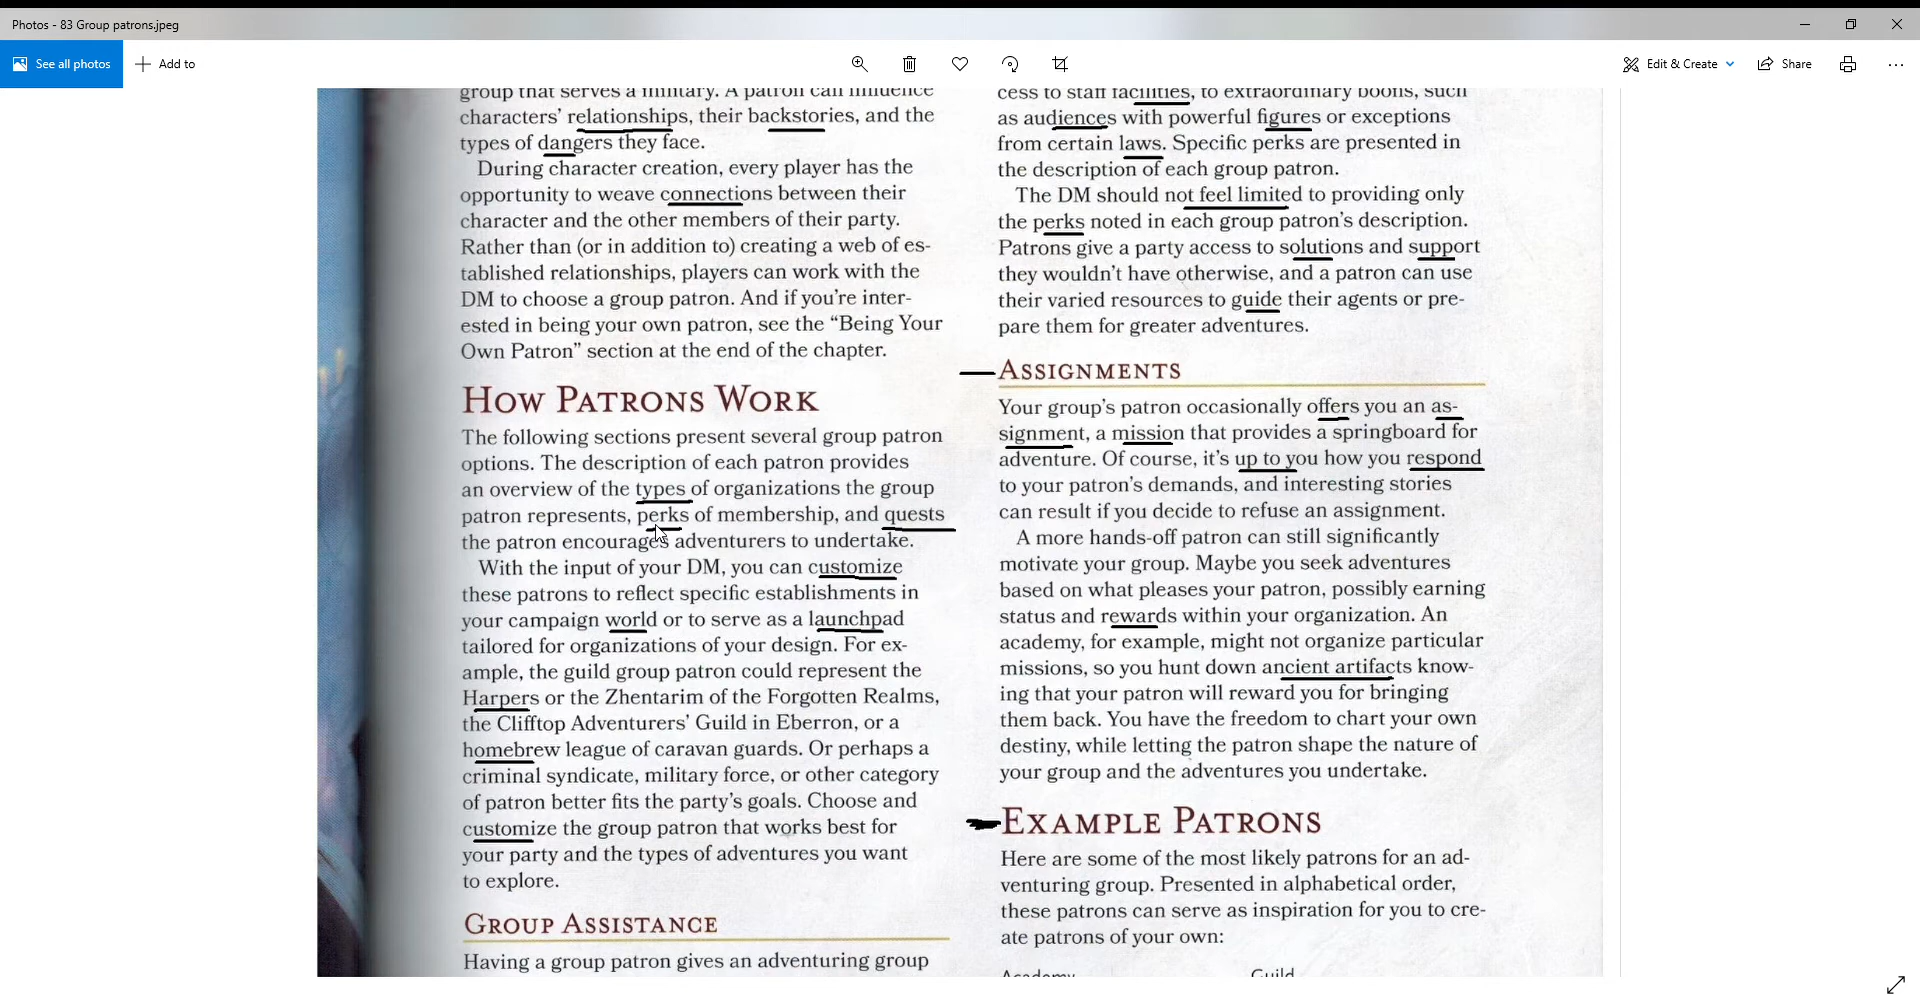 Photos - 83 Group patrons.jpeg
See all photos
Add to
Edit & Create
Share
group that serves a military. A patron can influence
characters' relationships, their backstories, and the
types of dangers they face.
During character creation, every player has the
opportunity to weave connections between their
character and the other members of their party.
Rather than (or in addition to) creating a web of es-
tablished relationships, players can work with the
DM to choose a group patron. And if you're inter-
ested in being your own patron, see the “Being Your
Own Patron” section at the end of the chapter.
How Patrons Work
The following sections present several group patron
options. The description of each patron provides
an overview of the types of organizations the group
patron represents, perks of membership, and quests
the patron encourages adventurers to undertake.
With the input of your DM, you can customize
these patrons to reflect specific establishments in
your campaign world or to serve as a launchpad
tailored for organizations of your design. For ex-
ample, the guild group patron could represent the
Harpers or the Zhentarim of the Forgotten Realms,
the Clifftop Adventurers' Guild in Eberron, or a
homebrew league of caravan guards. Or perhaps a
criminal syndicate, military force, or other category
of patron better fits the party's goals. Choose and
customize the group patron that works best for
your party and the types of adventures you want
to explore.
Group Assistance
Having a group patron gives an adventuring group
cess to staff facilities, to extraordinary boons, such
as audiences with powerful figures or exceptions
from certain laws. Specific perks are presented in
the description of each group patron.
The DM should not feel limited to providing only
the perks noted in each group patron's description.
Patrons give a party access to solutions and support
they wouldn't have otherwise, and a patron can use
their varied resources to guide their agents or pre-
pare them for greater adventures.
Assignments
Your group's patron occasionally offers you an as-
signment, a mission that provides a springboard for
adventure. Of course, it's up to you how you respond
to your patron's demands, and interesting stories
can result if you decide to refuse an assignment.
A more hands-off patron can still significantly
motivate your group. Maybe you seek adventures
based on what pleases your patron, possibly earning
status and rewards within your organization. An
academy, for example, might not organize particular
missions, so you hunt down ancient artifacts know-
ing that your patron will reward you for bringing
them back. You have the freedom to chart your own
destiny, while letting the patron shape the nature of
your group and the adventures you undertake.
Example Patrons
Here are some of the most likely patrons for an ad-
venturing group. Presented in alphabetical order,
these patrons can serve as inspiration for you to cre-
ate patrons of your own:
Academy
Guild